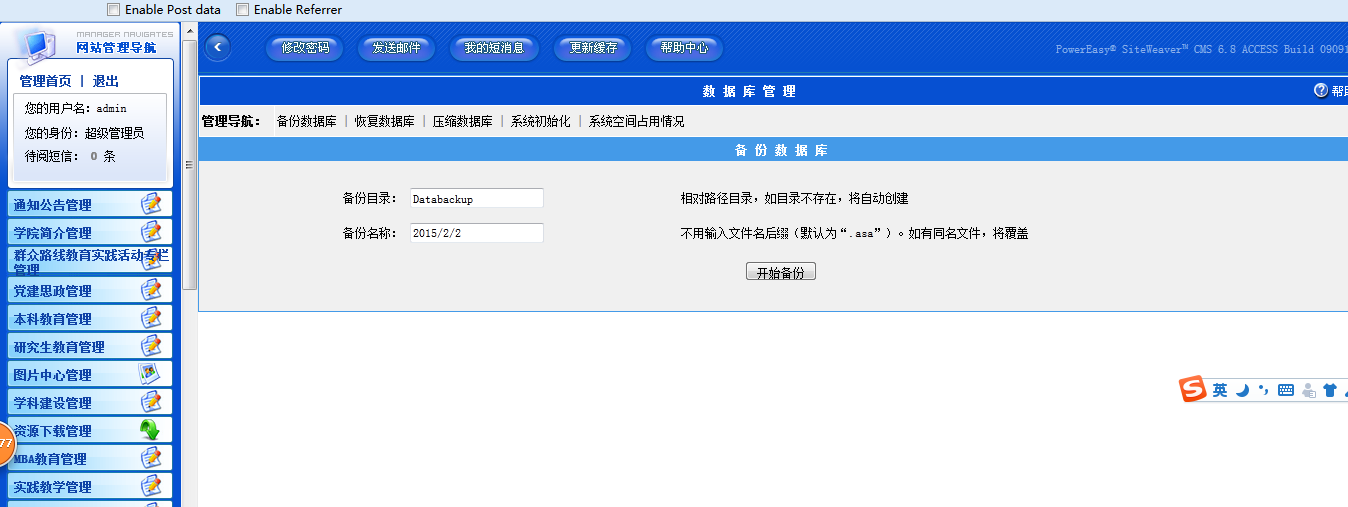 Enable Post data Enable Referrer
MANAGER NAVIGATES
网站管理导航
管理首页 | 退出
您的用户名：admin
您的身份：超级管理员
待阅短信： 0 条
通知公告管理
学院简介管理
群众路线教育实践活动专栏
管理
党建思政管理
本科教育管理
研究生教育管理
图片中心管理
学科建设管理
资源下载管理
77
MBA教育管理
实践教学管理
修改密码 发送邮件 我的短消息 更新缓存 帮助中心
PowerEasy® SiteWeaver™ CMS 6.8 ACCESS Build 09091
数 据 库 管 理
帮助
管理导航： 备份数据库 | 恢复数据库 | 压缩数据库 | 系统初始化 | 系统空间占用情况
备 份 数 据 库
备份目录： Databackup 相对路径目录，如目录不存在，将自动创建
备份名称： 2015/2/2 不用输入文件名后缀（默认为“.asa”）。如有同名文件，将覆盖
开始备份
S 英